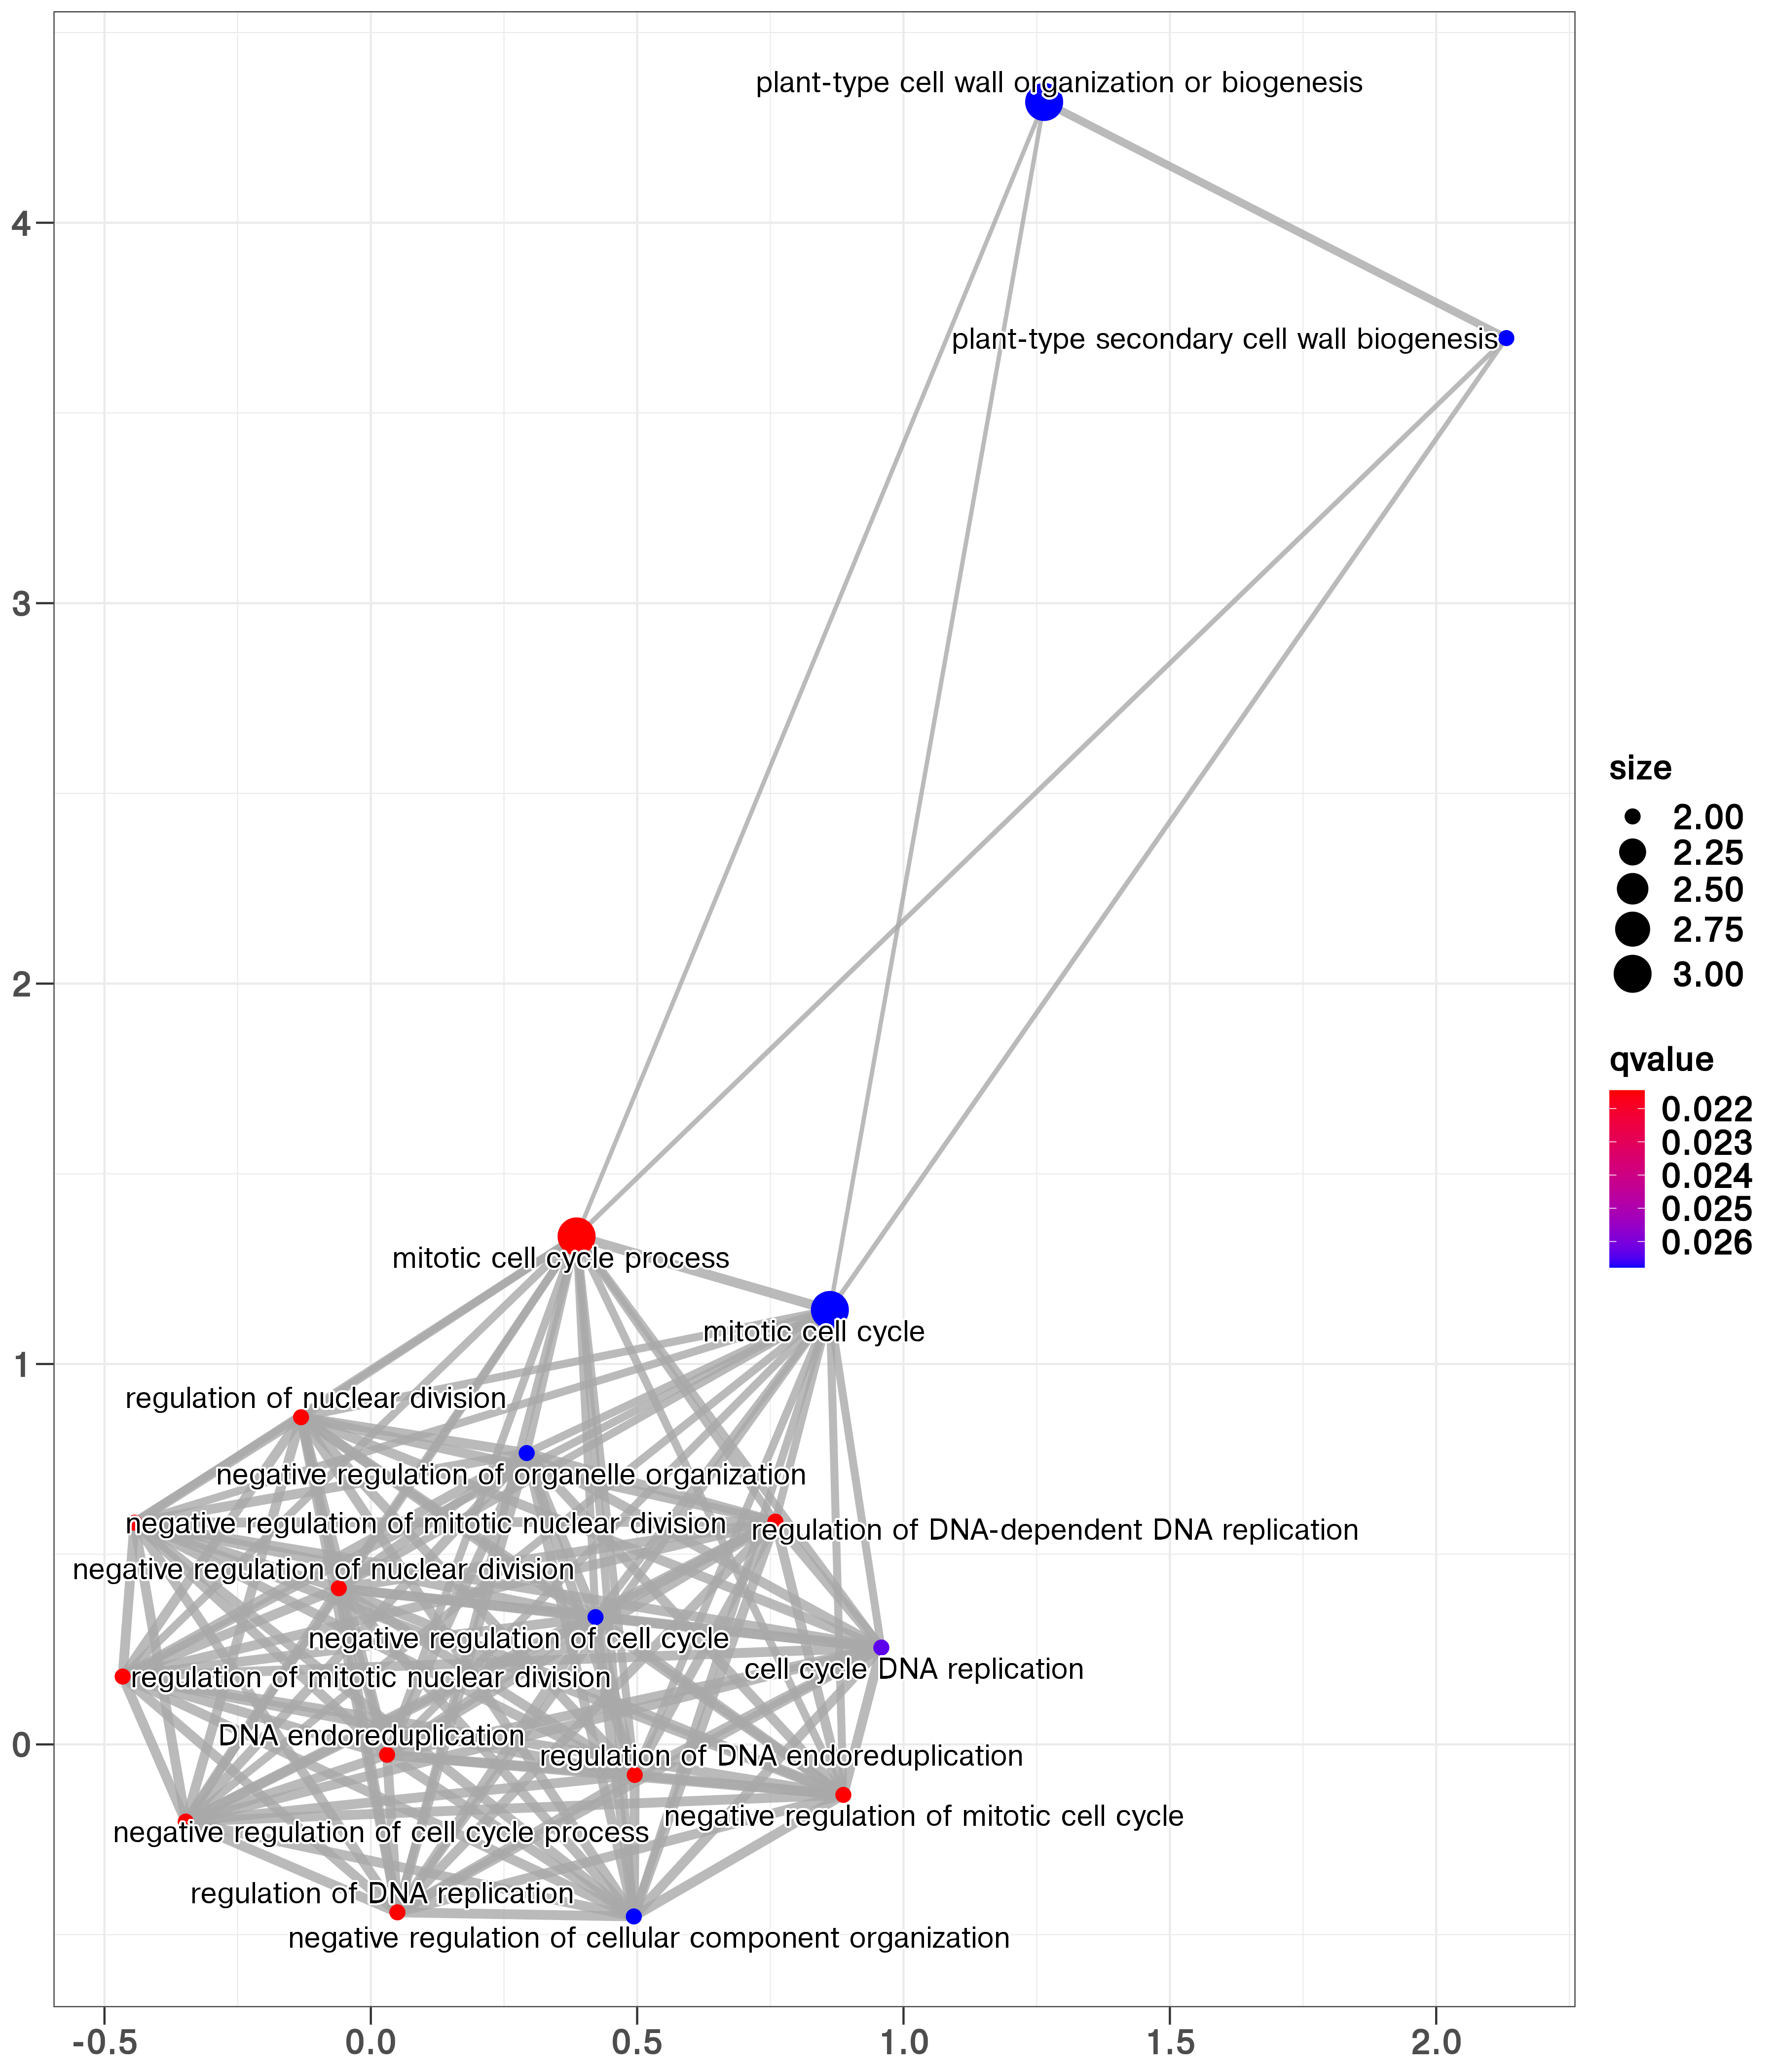 plant-type cell wall organization or biogenesis
4
plant-type secondary cell wall biogenesis
3
size
2.00
2.25
2.50
2.75
3.00
2
qvalue
0.022
0.023
0.024
0.025
0.026
mitotic cell cycle process
mitotic cell cycle
1
regulation of nuclear division
negative regulation of organelle organization
negative regulation of mitotic nuclear division
regulation of DNA-dependent DNA replication
negative regulation of nuclear division
negative regulation of cell cycle
cell cycle DNA replication
regulation of mitotic nuclear division
DNA endoreduplication
0
regulation of DNA endoreduplication
negative regulation of mitotic cell cycle
negative regulation of cell cycle process
regulation of DNA replication
negative regulation of cellular component organization
-0.5 0.0 0.5 1.0 1.5 2.0